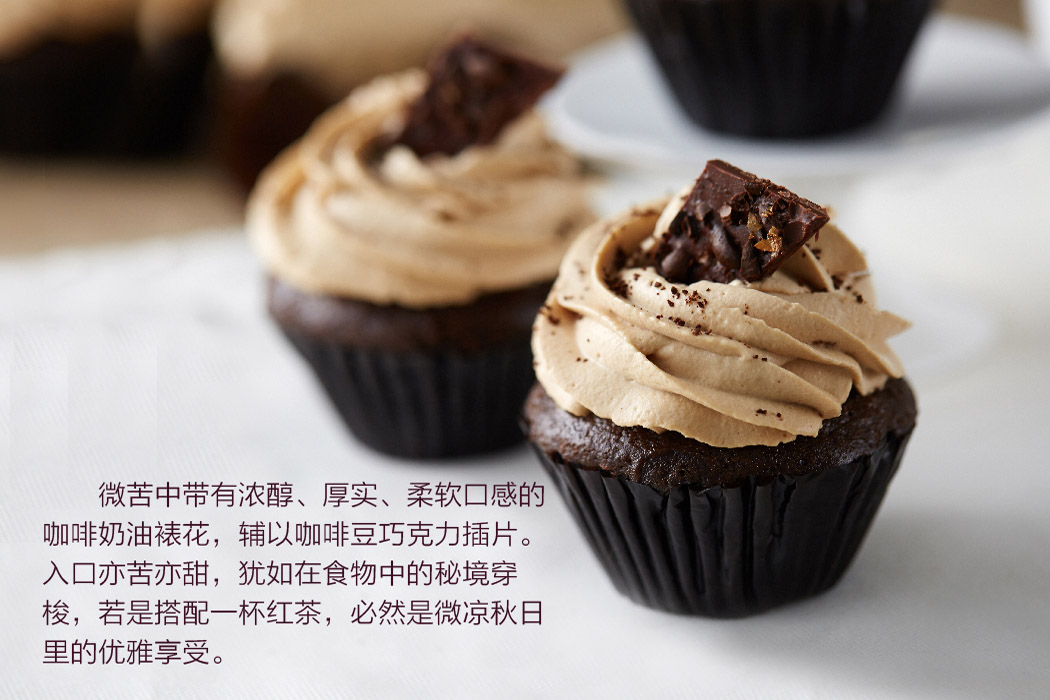 微苦中带有浓醇、厚实、柔软口感的
咖啡奶油裱花，辅以咖啡豆巧克力插片。
入口亦苦亦甜，犹如在食物中的秘境穿
梭，若是搭配一杯红茶，必然是微凉秋日
里的优雅享受。